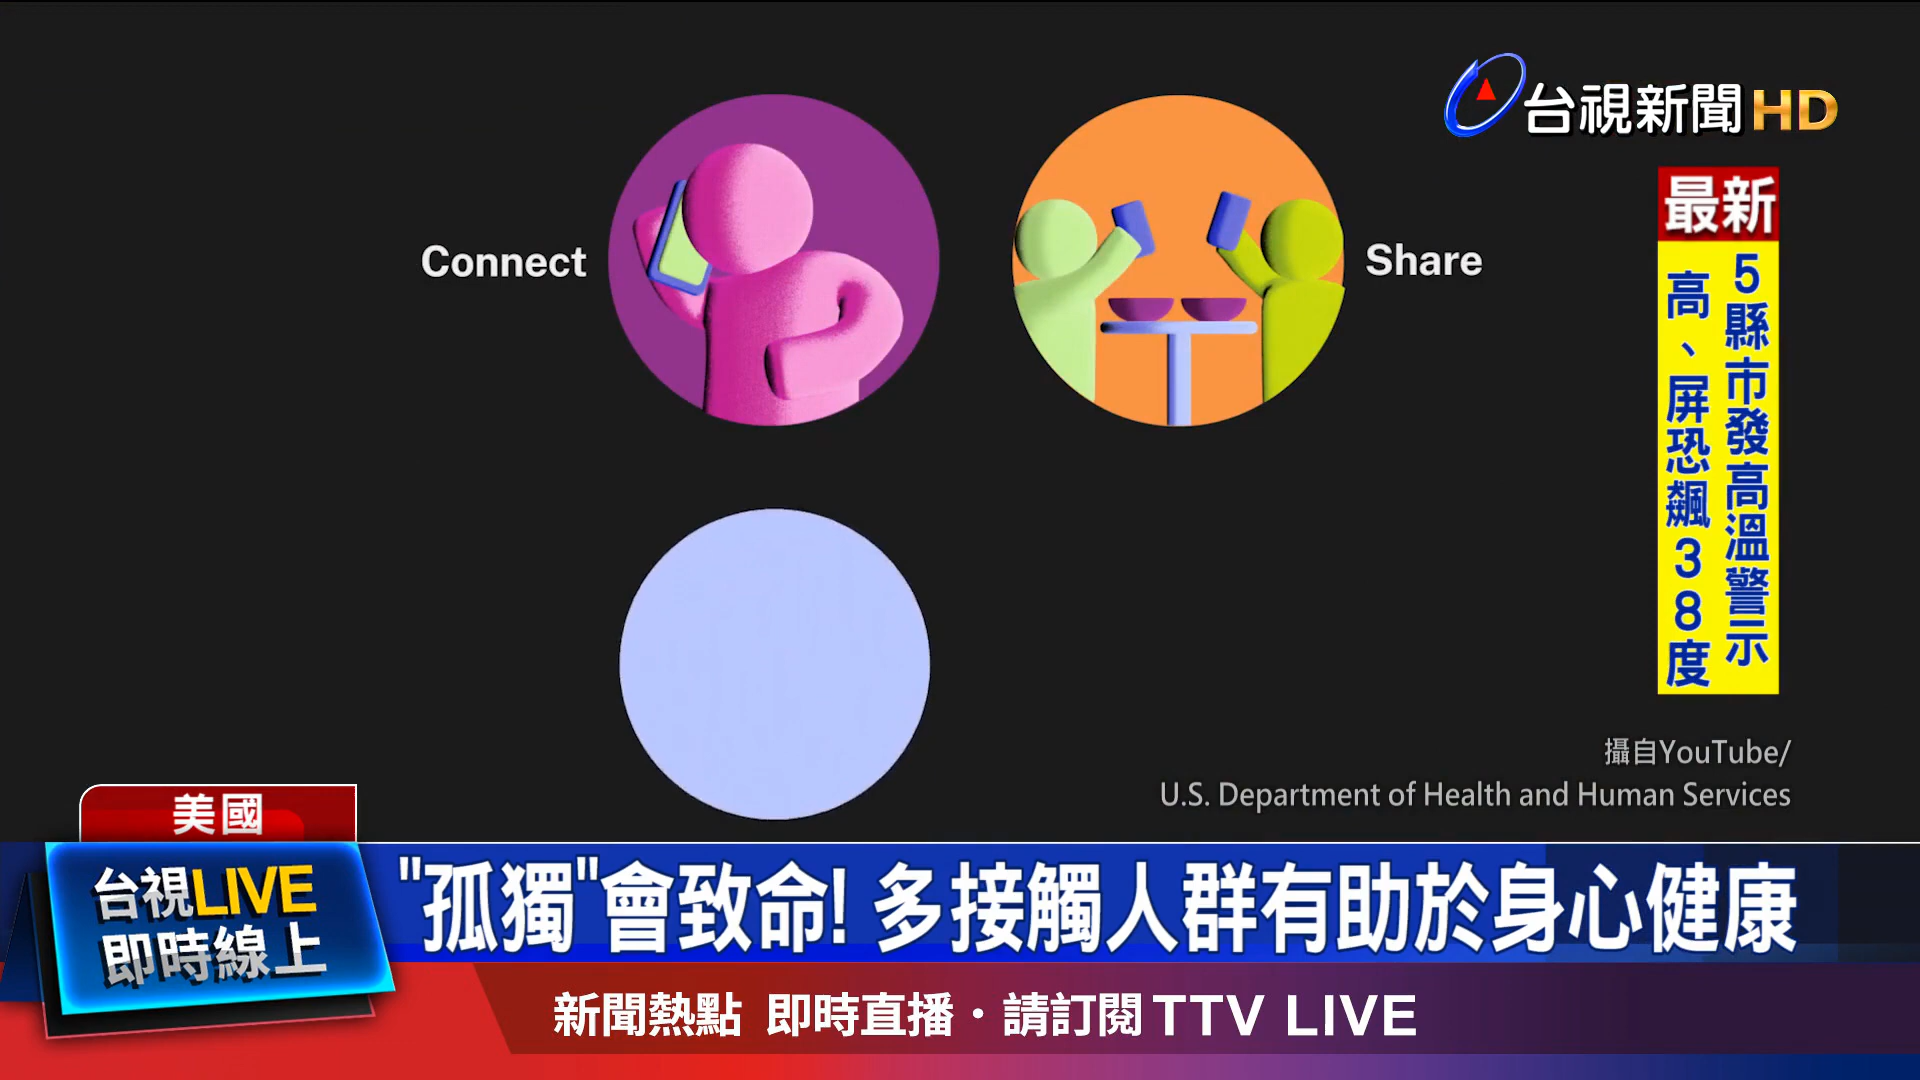 台視新聞HD
Connect
Share
最新
5縣市發高溫警示
高、屏恐飆38度
攝自YouTube/
U.S. Department of Health and Human Services
美國
台視LIVE
即時線上
"孤獨"會致命! 多接觸人群有助於身心健康
新聞熱點 即時直播・請訂閱TTV LIVE